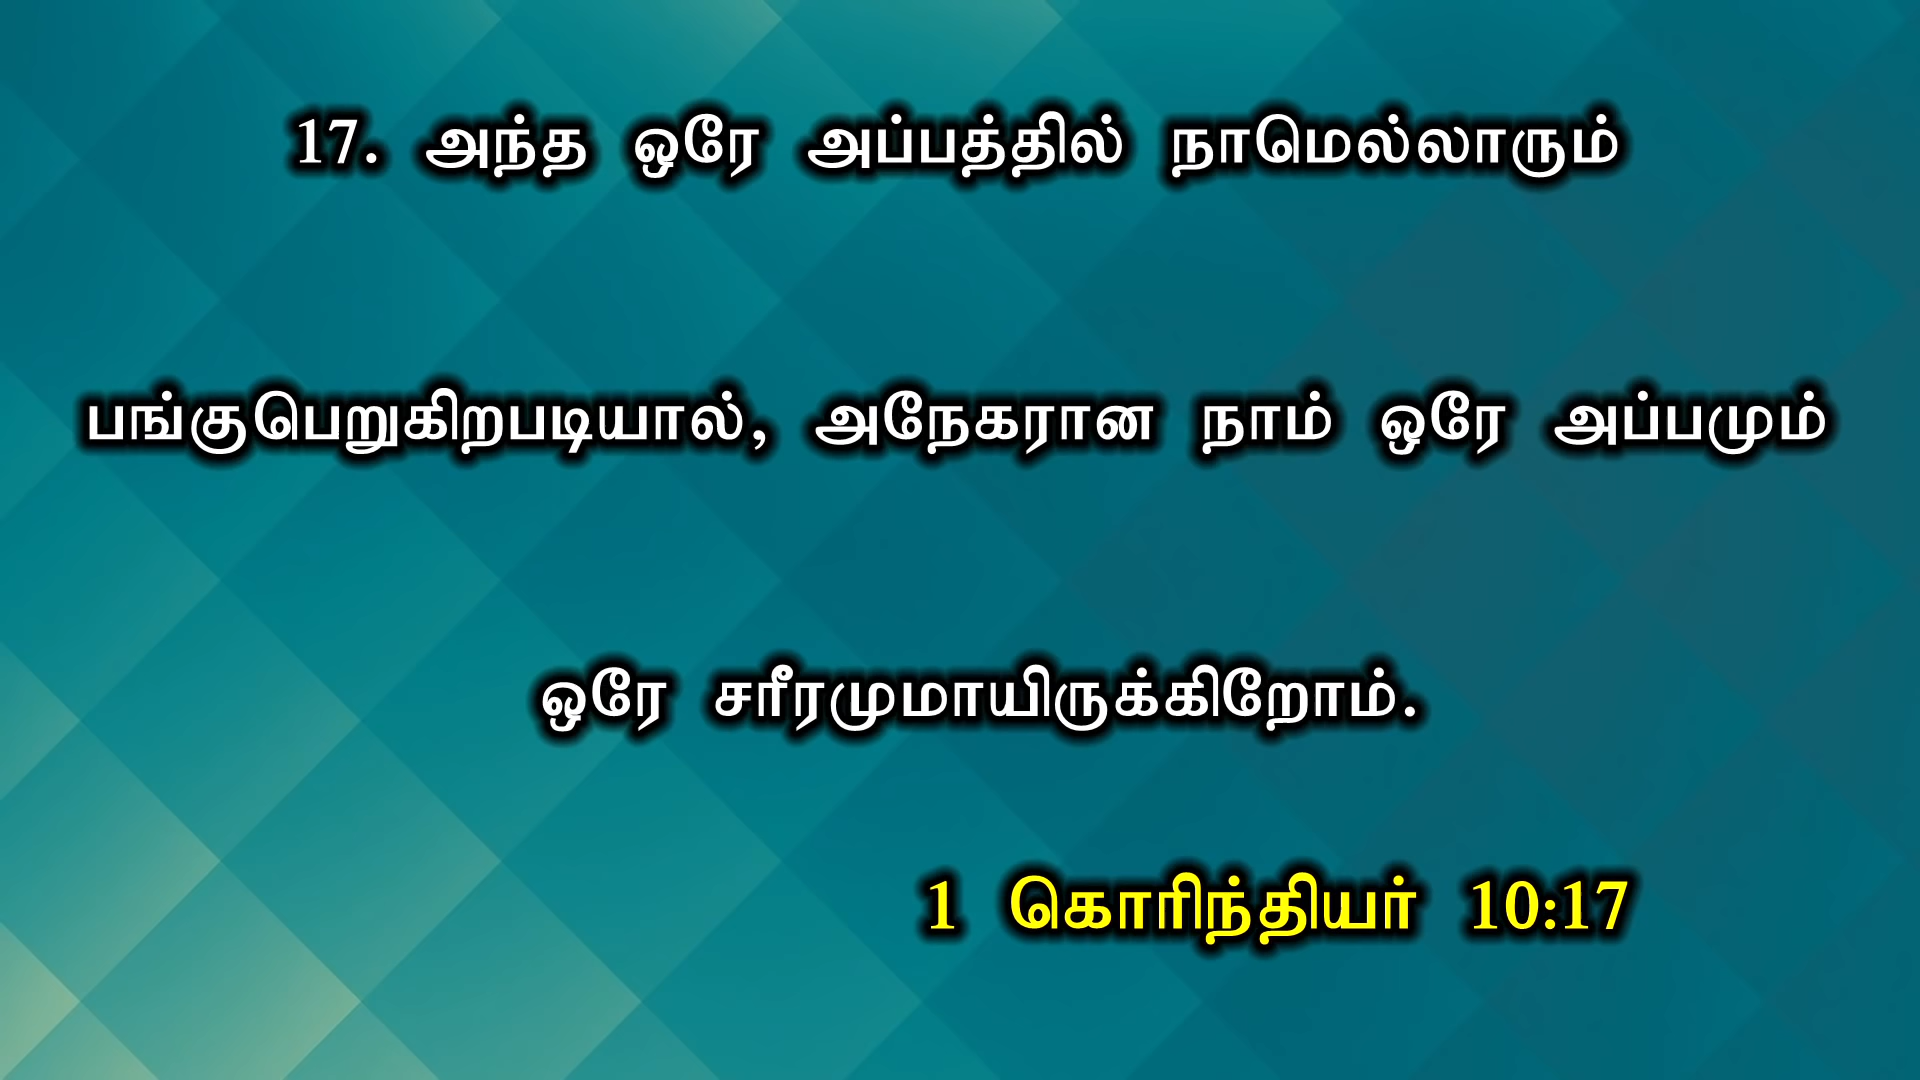 17. அந்த ஒரே அப்பத்தில் நாமெல்லாரும்
பங்குபெறுகிறபடியால், அநேகரான நாம் ஒரே அப்பமும்
ஒரே சரீரமுமாயிருக்கிறோம்.
1 கொரிந்தியர் 10:17